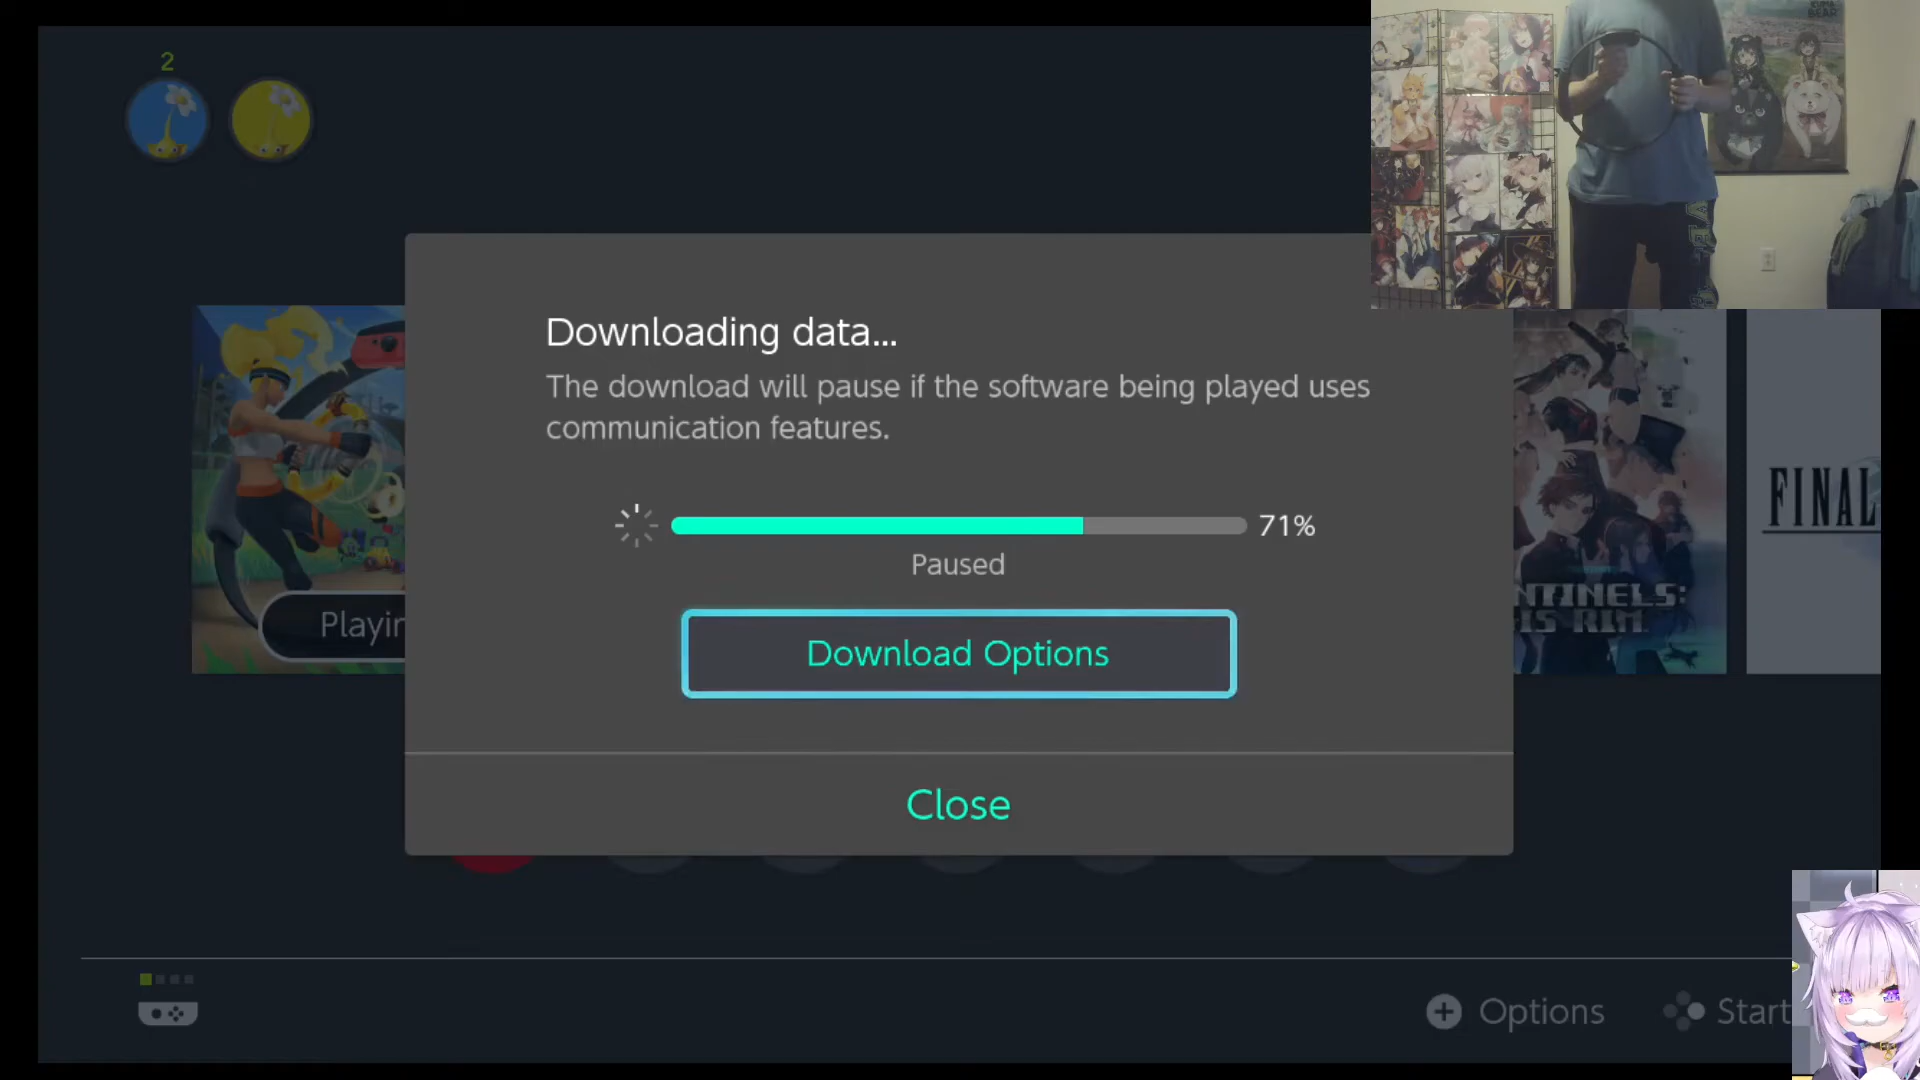 2
Downloading data...
The download will pause if the software being played uses
communication features.
71%
Paused
Download Options
Close
Playin
FINAL
NTINELS:
IS RIM
Options
Start